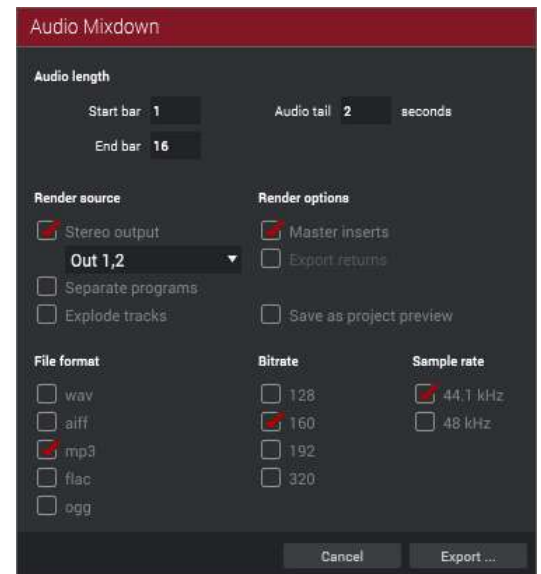 Audio Mixdown
Audio length
Start bar 1 Audio tail 2 seconds
End bar 16
Render source Render options
Stereo output Master inserts
Out 1,2 Export returns
Separate programs
Explode tracks Save as project preview
File format Bitrate Sample rate
wav 128 44.1 kHz
aiff 160 48 kHz
mp3 192
flac 320
ogg
Cancel Export ...